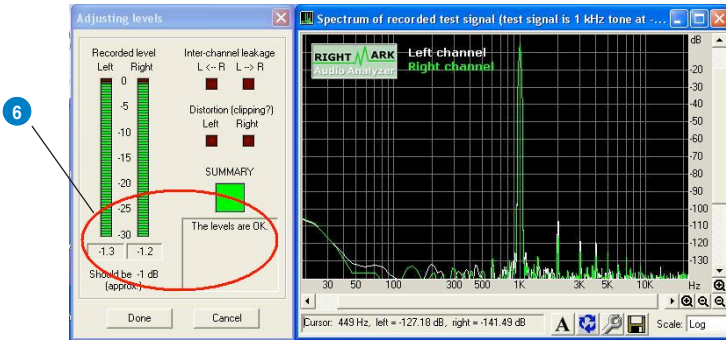 Adjusting levels
Recorded level
Left Right
0
-5
-10
-15
-20
-25
-30
-1.3 -1.2
Should be -1 dB
(approx.)
Inter-channel leakage
L <-- R L --> R
Distortion (clipping?)
Left Right
SUMMARY
The levels are OK.
Done Cancel
6
Spectrum of recorded test signal (test signal is 1 kHz tone at -...
RIGHT MARK
Audio Analyzer
Left channel
Right channel
dB
-20
-30
-40
-50
-60
-70
-80
-90
-100
-110
-120
-130
30 50 100 300 500 1K 3K 5K 10K Hz
Cursor: 449 Hz, left = -127.18 dB, right = -141.49 dB
A
Scale: Log